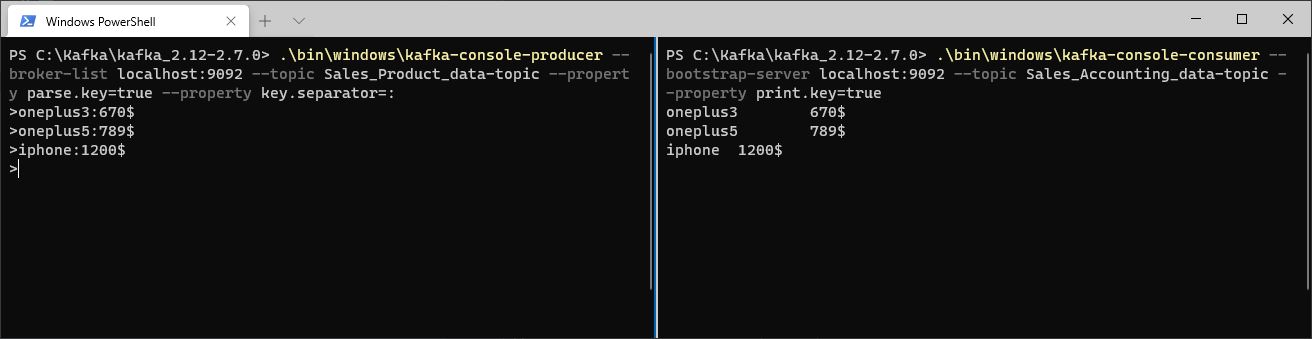 Windows PowerShell
PS C:\Kafka\kafka_2.12-2.7.0> .\bin\windows\kafka-console-producer --
broker-list localhost:9092 --topic Sales_Product_data-topic --propert
y parse.key=true --property key.separator=:
>oneplus3:670$
>oneplus5:789$
>iphone:1200$
>
PS C:\Kafka\kafka_2.12-2.7.0> .\bin\windows\kafka-console-consumer --
bootstrap-server localhost:9092 --topic Sales_Accounting_data-topic -
-property print.key=true
oneplus3        670$
oneplus5        789$
iphone  1200$